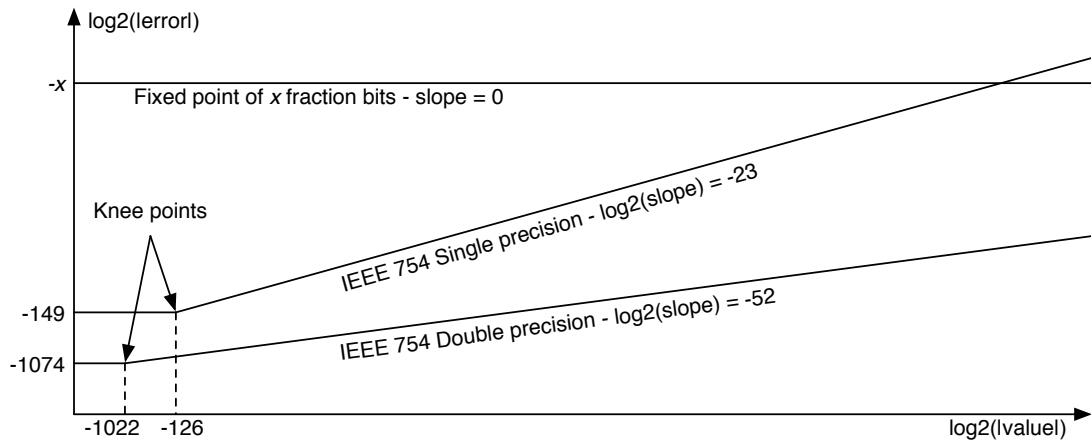 log2(|error|)
-x
Fixed point of x fraction bits - slope = 0
Knee points
IEEE 754 Single precision - log2(slope) = -23
-149
IEEE 754 Double precision - log2(slope) = -52
-1074
-1022
-126
log2(|value|)